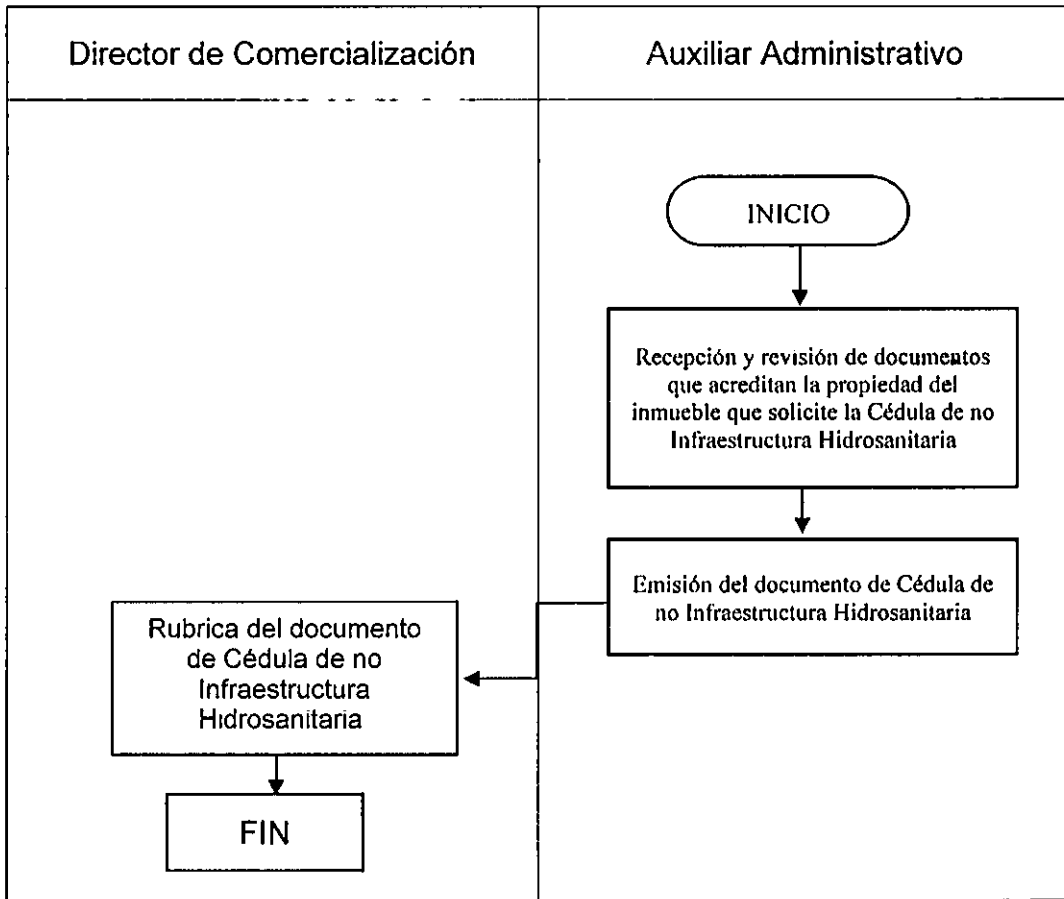 Director de Comercialización
Auxiliar Administrativo
INICIO
Recepción y revisión de documentos
que acreditan la propiedad del
inmueble que solicite la Cédula de no
Infraestructura Hidrosanitaria
Emisión del documento de Cédula de
no Infraestructura Hidrosanitaria
Rubrica del documento
de Cédula de no
Infraestructura
Hidrosanitaria
FIN